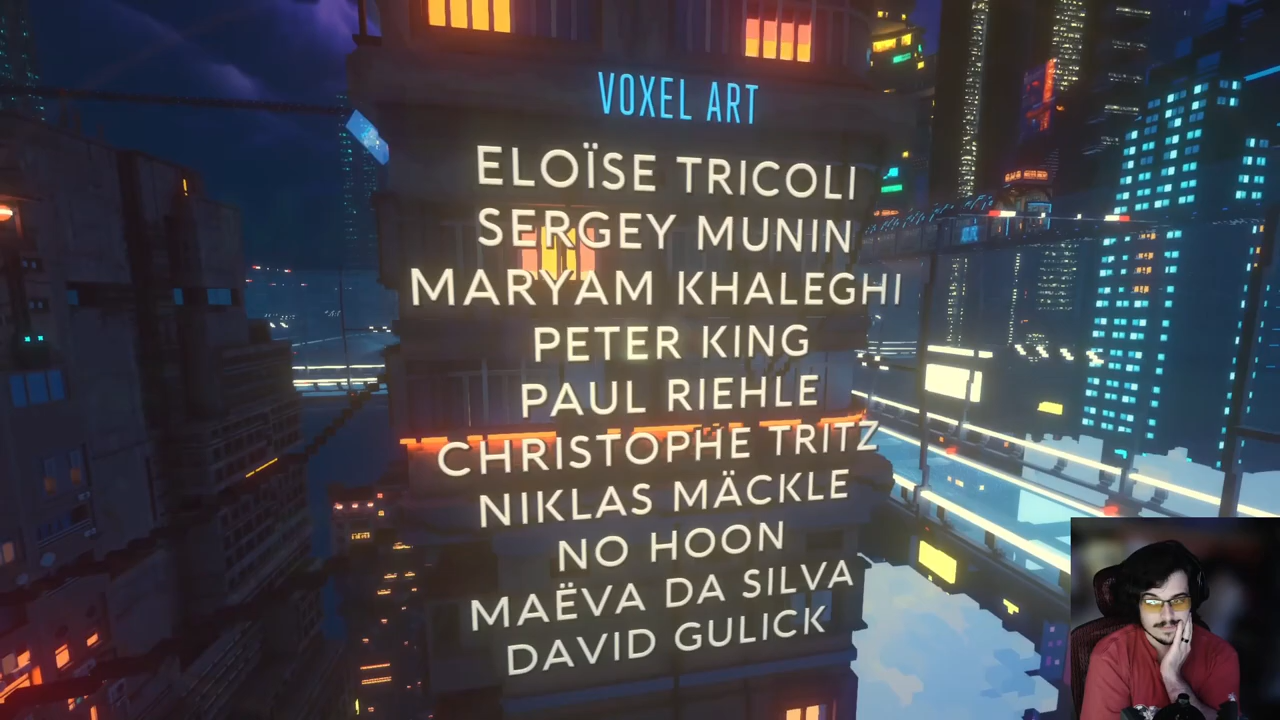 VOXEL ART
ELOÏSE TRICOLI
SERGEY MUNIN
MARYAM KHALEGHI
PETER KING
PAUL RIEHLE
CHRISTOPHE TRITZ
NIKLAS MÄCKLE
NO HOON
MAËVA DA SILVA
DAVID GULICK